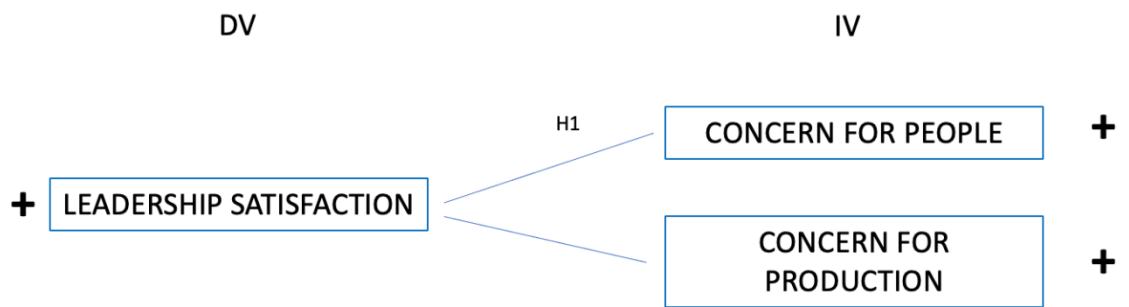 DV
IV
H1
CONCERN FOR PEOPLE
+
+
LEADERSHIP SATISFACTION
CONCERN FOR
PRODUCTION
+